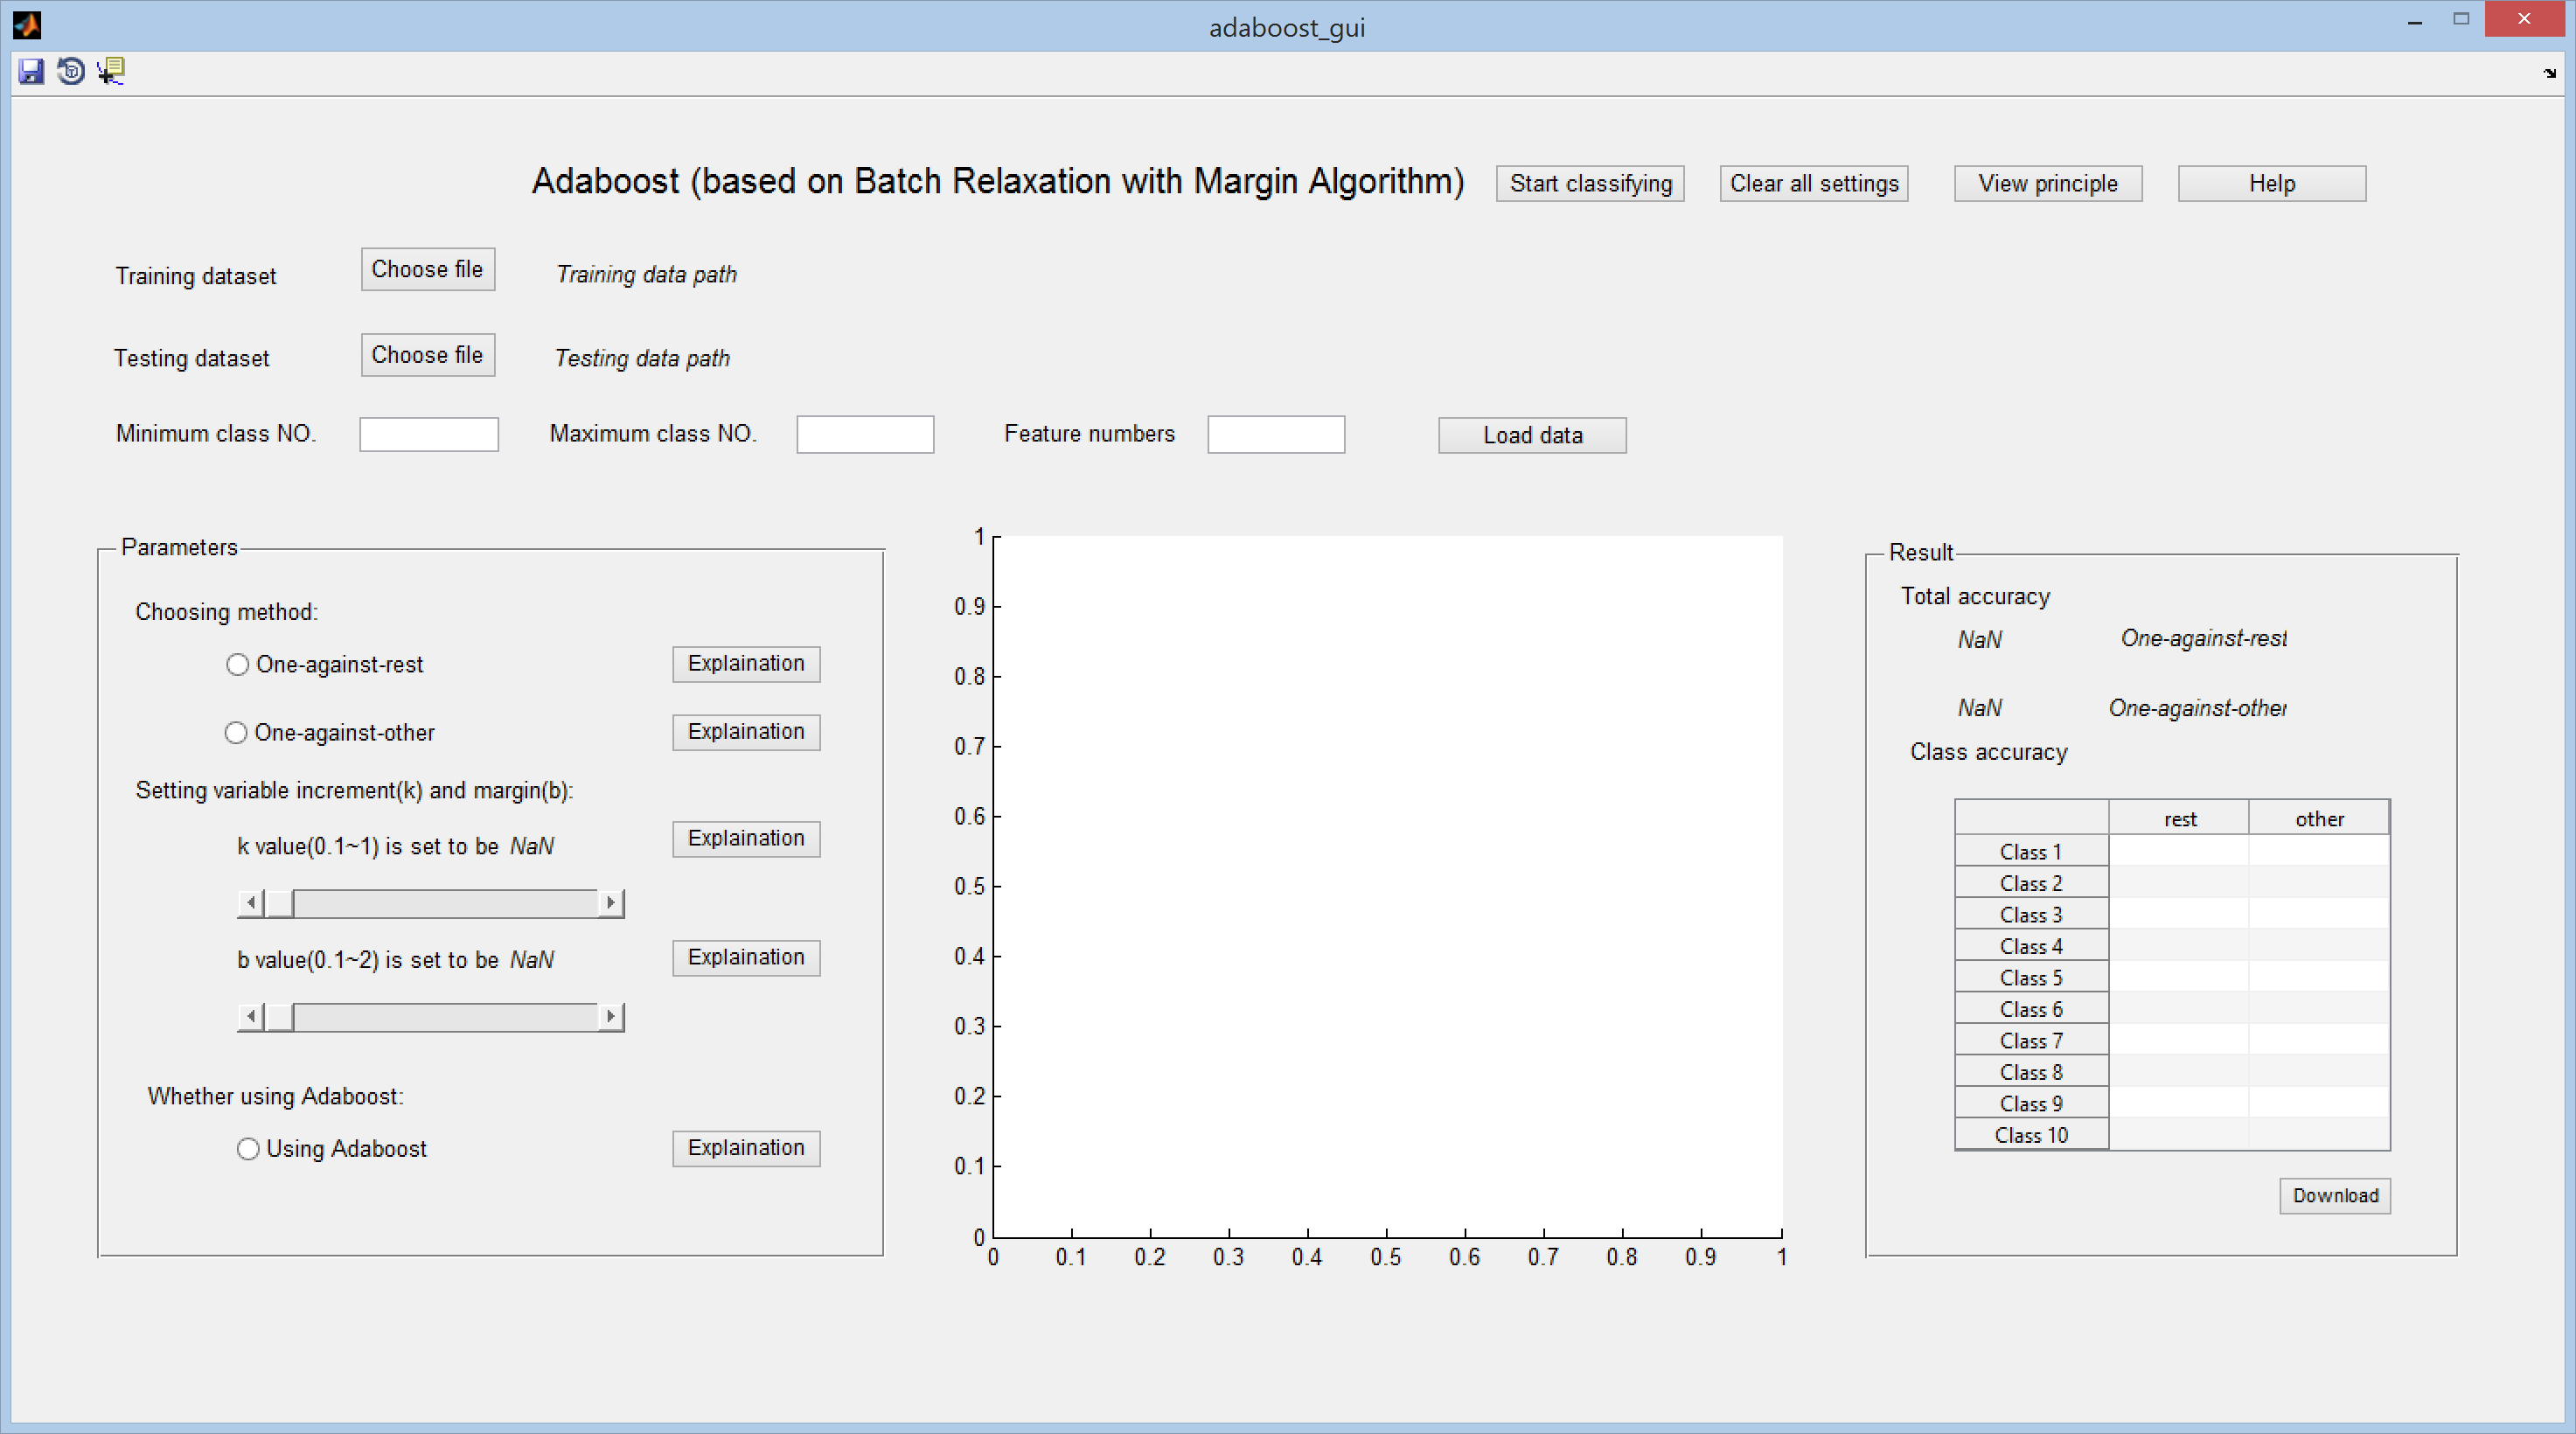 adaboost_gui
Adaboost (based on Batch Relaxation with Margin Algorithm) Start classifying Clear all settings View principle Help
Training dataset Choose file Training data path
Testing dataset Choose file Testing data path
Minimum class NO. Maximum class NO. Feature numbers Load data
Parameters
Choosing method:
One-against-rest Explaination
One-against-other Explaination
Setting variable increment(k) and margin(b):
k value(0.1~1) is set to be NaN Explaination
b value(0.1~2) is set to be NaN Explaination
Whether using Adaboost:
Using Adaboost Explaination
1
0.9
0.8
0.7
0.6
0.5
0.4
0.3
0.2
0.1
0
0 0.1 0.2 0.3 0.4 0.5 0.6 0.7 0.8 0.9 1
Result
Total accuracy
NaN One-against-rest
NaN One-against-other
Class accuracy
rest other
Class 1
Class 2
Class 3
Class 4
Class 5
Class 6
Class 7
Class 8
Class 9
Class 10
Download